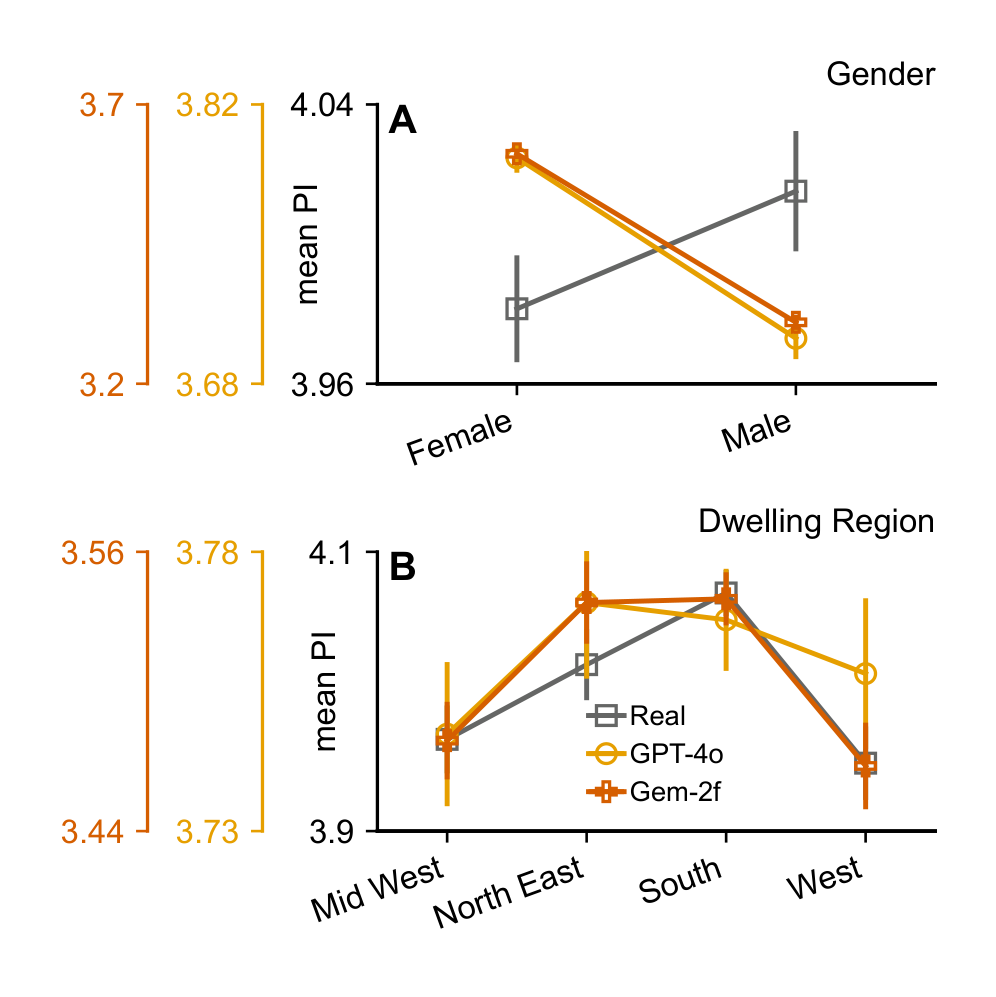 Gender
3.7 3.82 4.04 A
mean PI
3.2 3.68 3.96
Female Male
Dwelling Region
3.56 3.78 4.1 B
mean PI
Real
GPT-4o
Gem-2f
3.44 3.73 3.9
Mid West North East South West